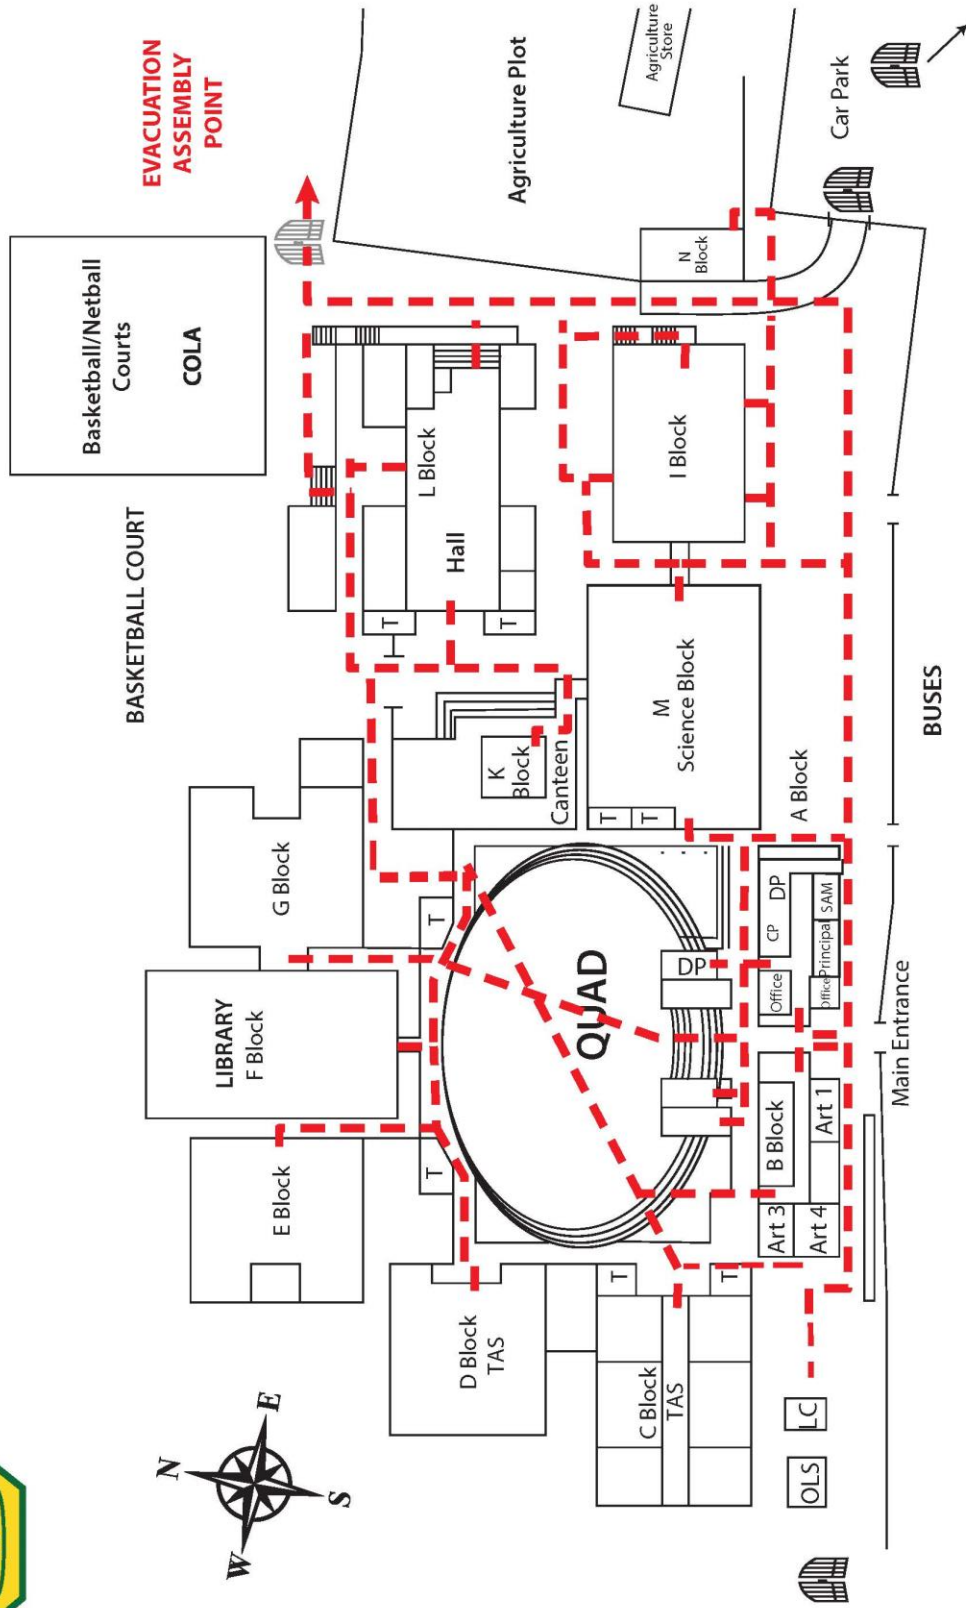 EVACUATION
ASSEMBLY
POINT
Basketball/Netball
Courts
COLA
BASKETBALL COURT
Agriculture Plot
Agriculture
Store
Car Park
N
Block
L Block
Hall
I Block
T
T
G Block
K
Block
Canteen
M
Science Block
T
T
A Block
BUSES
LIBRARY
F Block
T
QUAD
DP
DP
CP
SAM
Principal
Office
Office
Main Entrance
E Block
T
B Block
Art 1
Art 3
Art 4
D Block
TAS
T
T
C Block
TAS
LC
OLS
N
E
S
W